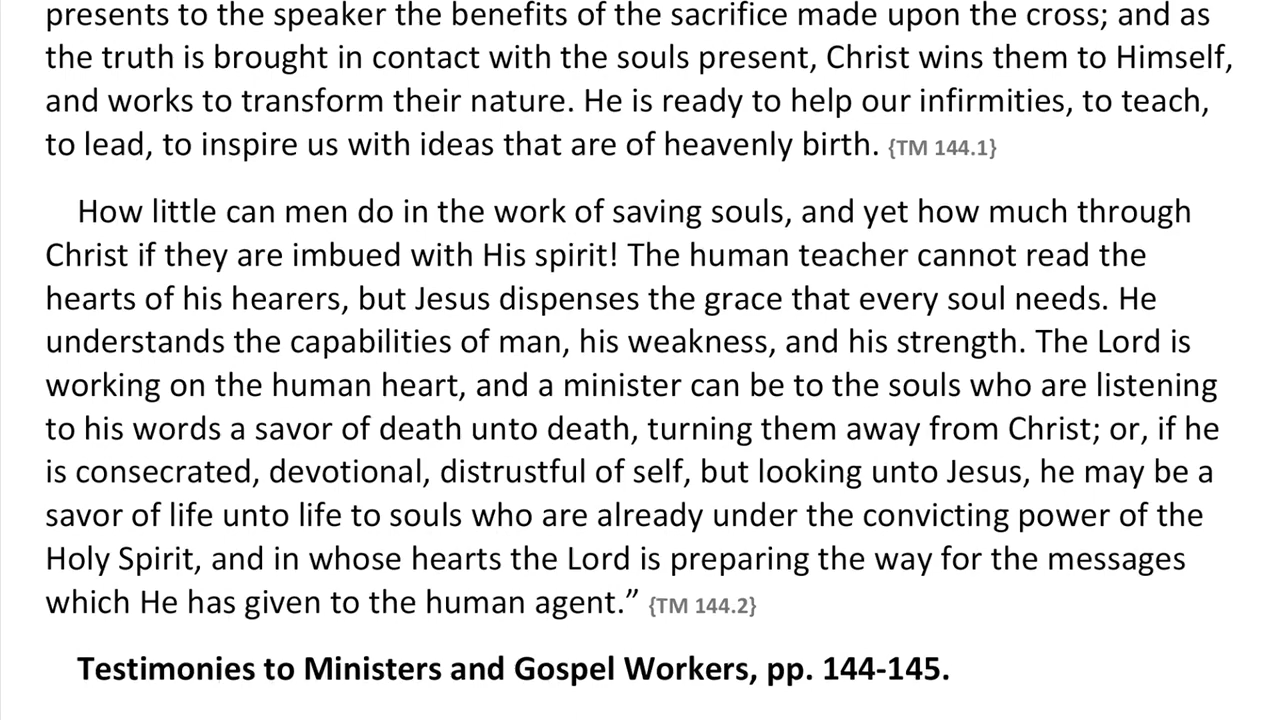 presents to the speaker the benefits of the sacrifice made upon the cross; and as
the truth is brought in contact with the souls present, Christ wins them to Himself,
and works to transform their nature. He is ready to help our infirmities, to teach,
to lead, to inspire us with ideas that are of heavenly birth. {TM 144.1}
How little can men do in the work of saving souls, and yet how much through
Christ if they are imbued with His spirit! The human teacher cannot read the
hearts of his hearers, but Jesus dispenses the grace that every soul needs. He
understands the capabilities of man, his weakness, and his strength. The Lord is
working on the human heart, and a minister can be to the souls who are listening
to his words a savor of death unto death, turning them away from Christ; or, if he
is consecrated, devotional, distrustful of self, but looking unto Jesus, he may be a
savor of life unto life to souls who are already under the convicting power of the
Holy Spirit, and in whose hearts the Lord is preparing the way for the messages
which He has given to the human agent.” {TM 144.2}
Testimonies to Ministers and Gospel Workers, pp. 144-145.